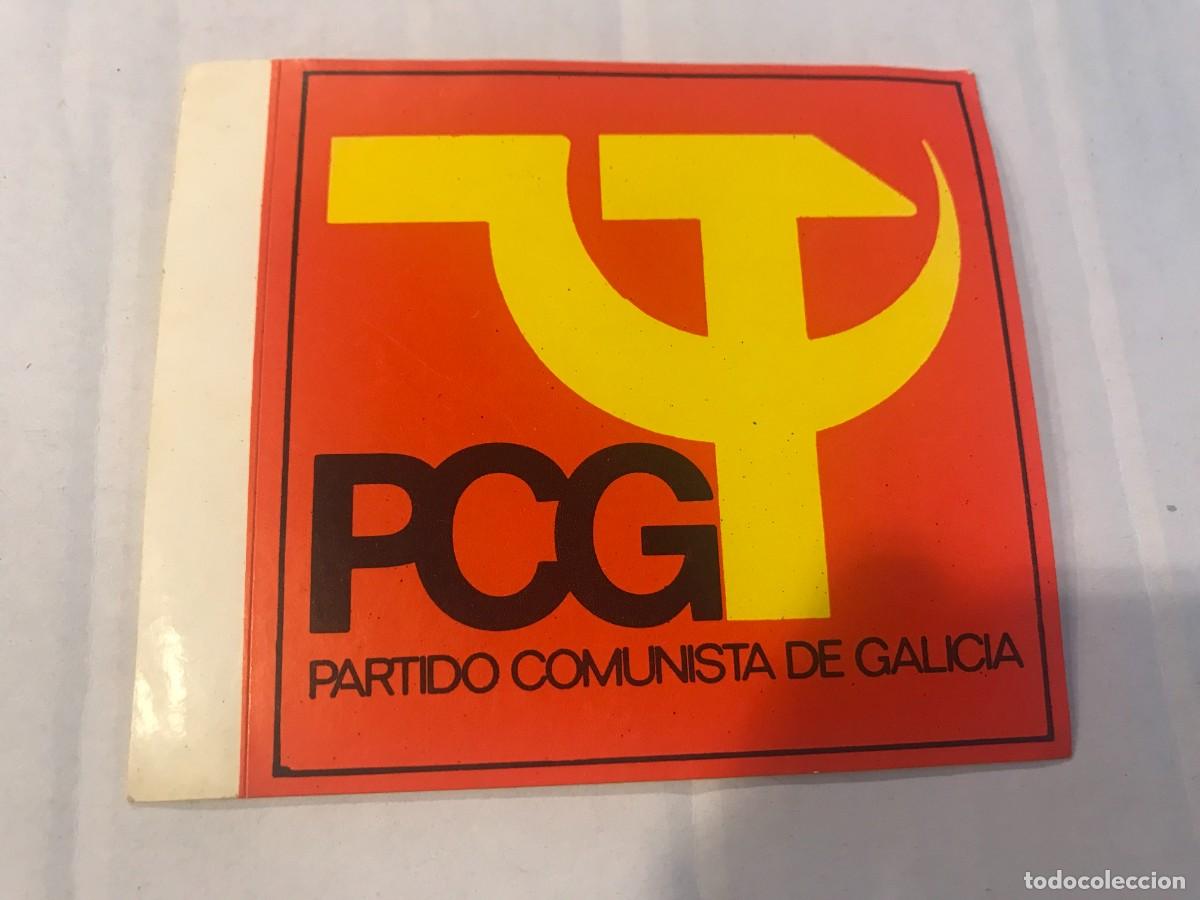 PCG
PARTIDO COMUNISTA DE GALICIA
todocoleccion